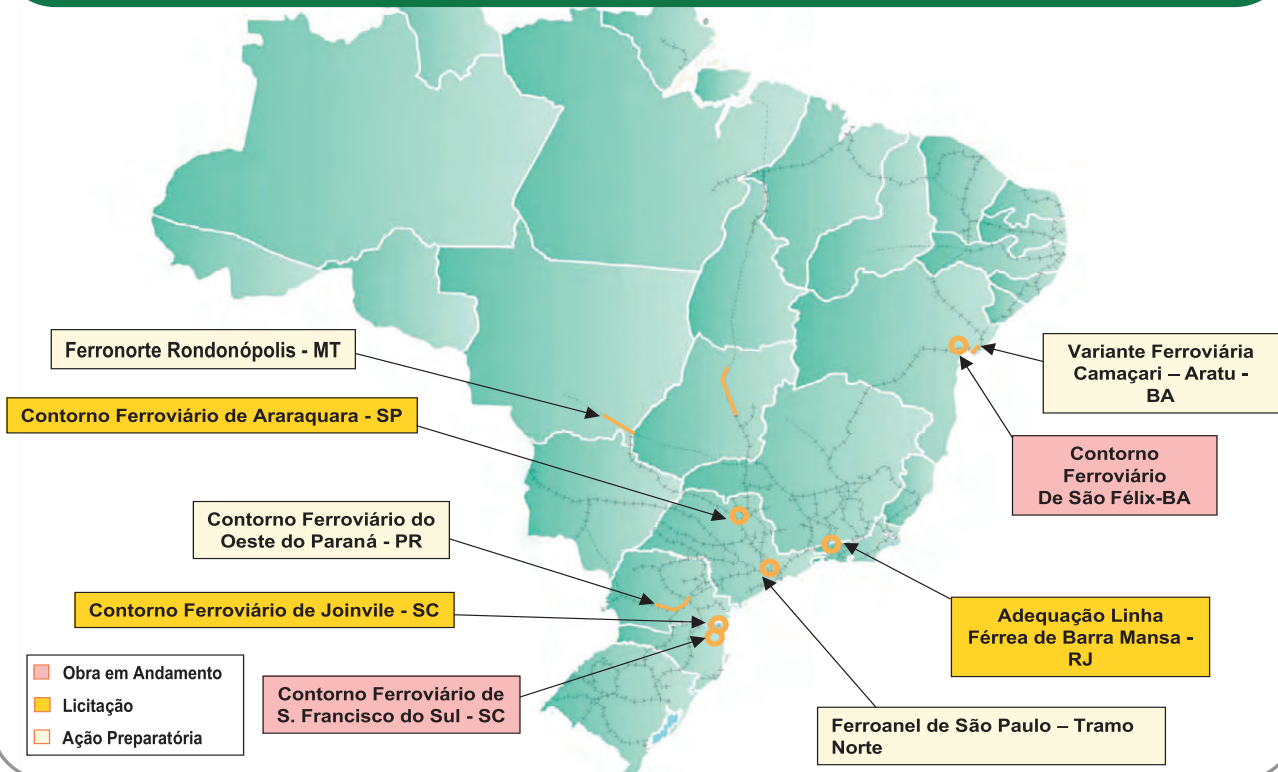 Ferronorte Rondonópolis - MT
Contorno Ferroviário de Araraquara - SP
Contorno Ferroviário do
Oeste do Paraná - PR
Contorno Ferroviário de Joinvile - SC
Contorno Ferroviário de
S. Francisco do Sul - SC
Obra em Andamento
Licitação
Ação Preparatória
Variante Ferroviária
Camaçari – Aratu -
BA
Contorno
Ferroviário
De São Félix-BA
Adequação Linha
Férrea de Barra Mansa -
RJ
Ferroanel de São Paulo – Tramo
Norte